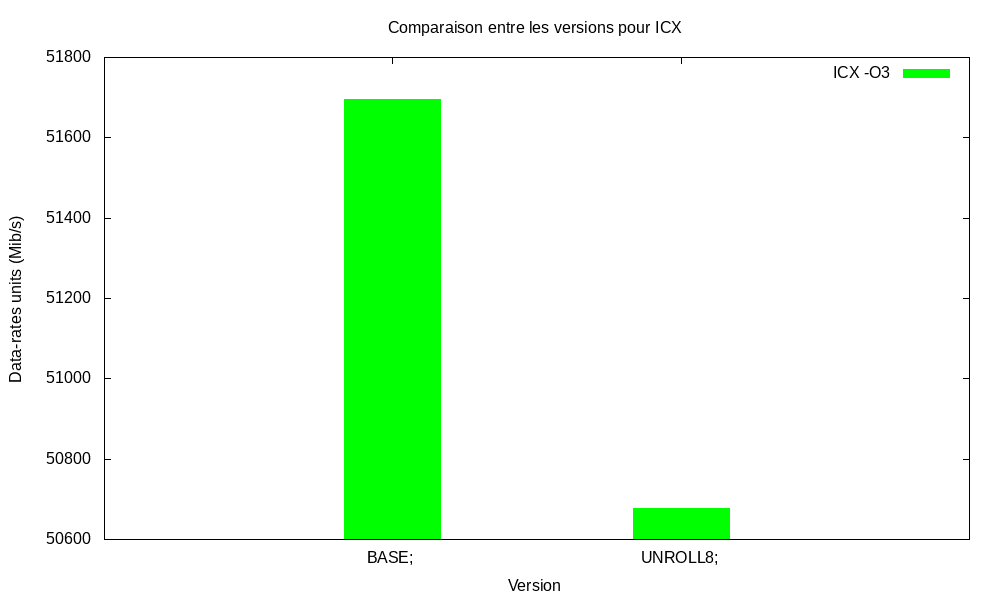 Comparaison entre les versions pour ICX
51800
51600
51400
51200
51000
50800
50600
Data-rates units (Mib/s)
ICX -O3
BASE;
UNROLL8;
Version